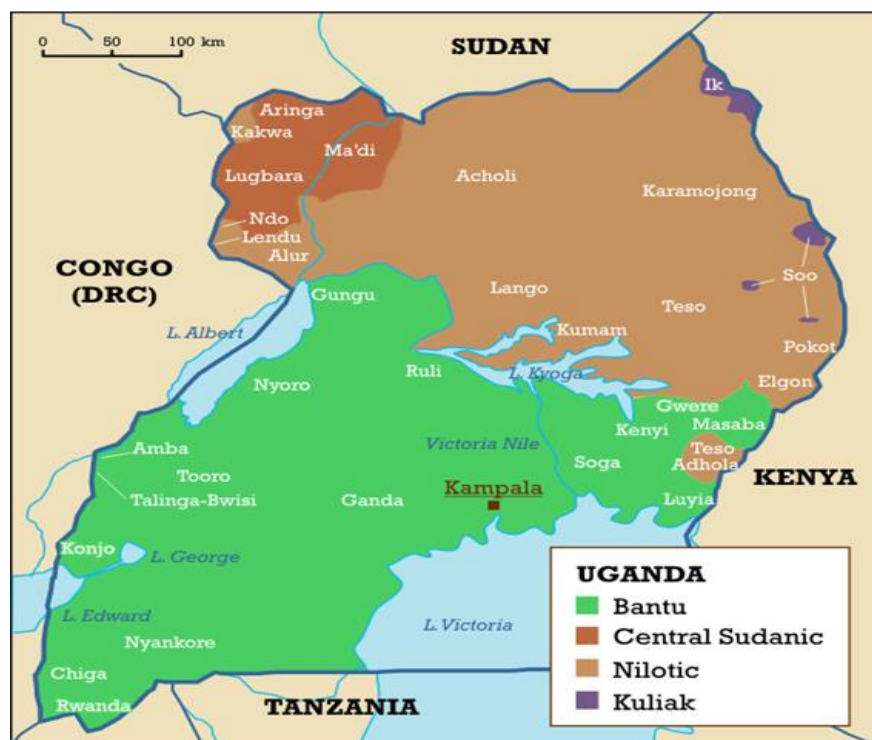 0 50 100 km
SUDAN
Ik
Aringa
Kakwa
Ma'di
Acholi
Lugbara
Karamojong
Ndo
Lendu
Alur
CONGO
(DRC)
Soo
Gungu
Lango
Teso
L. Albert
Kumam
Pokot
Ruli
L. Kyoga
Nyoro
Elgon
Gwere
Masaba
Kenyi
Victoria Nile
Amba
Teso
Adhola
Soga
Tooro
KENYA
Kampala
Talinga-Bwisi
Ganda
Luyia
Konjo
L. George
UGANDA
Bantu
L. Edward
L. Victoria
Central Sudanic
Nyankore
Nilotic
Chiga
Kuliak
Rwanda
TANZANIA